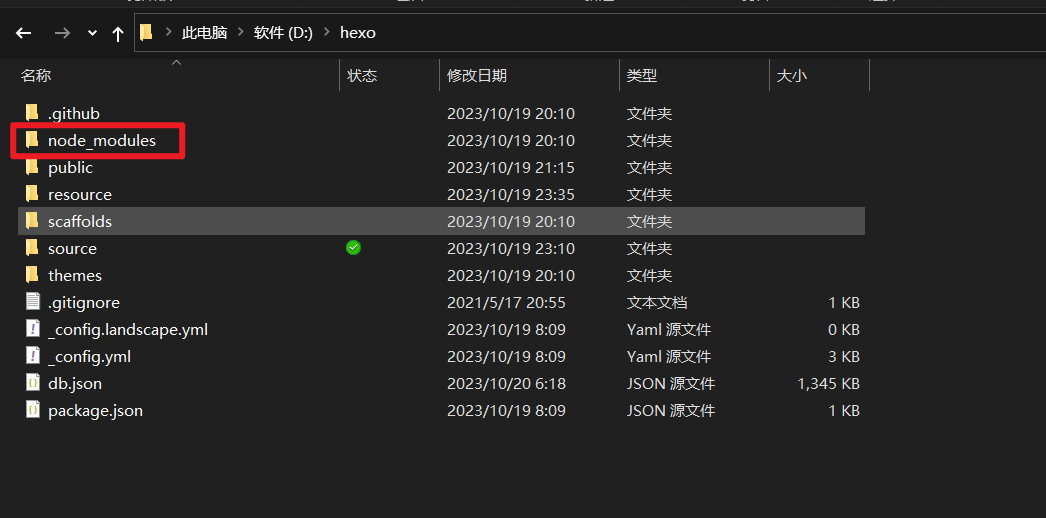 此电脑 软件 (D:) hexo
名称 状态 修改日期 类型 大小
.github 2023/10/19 20:10 文件夹
node_modules 2023/10/19 20:10 文件夹
public 2023/10/19 21:15 文件夹
resource 2023/10/19 23:35 文件夹
scaffolds 2023/10/19 20:10 文件夹
source 2023/10/19 23:10 文件夹
themes 2023/10/19 20:10 文件夹
.gitignore 2021/5/17 20:55 文本文档 1 KB
_config.landscape.yml 2023/10/19 8:09 Yaml 源文件 0 KB
_config.yml 2023/10/19 8:09 Yaml 源文件 3 KB
db.json 2023/10/20 6:18 JSON 源文件 1,345 KB
package.json 2023/10/19 8:09 JSON 源文件 1 KB